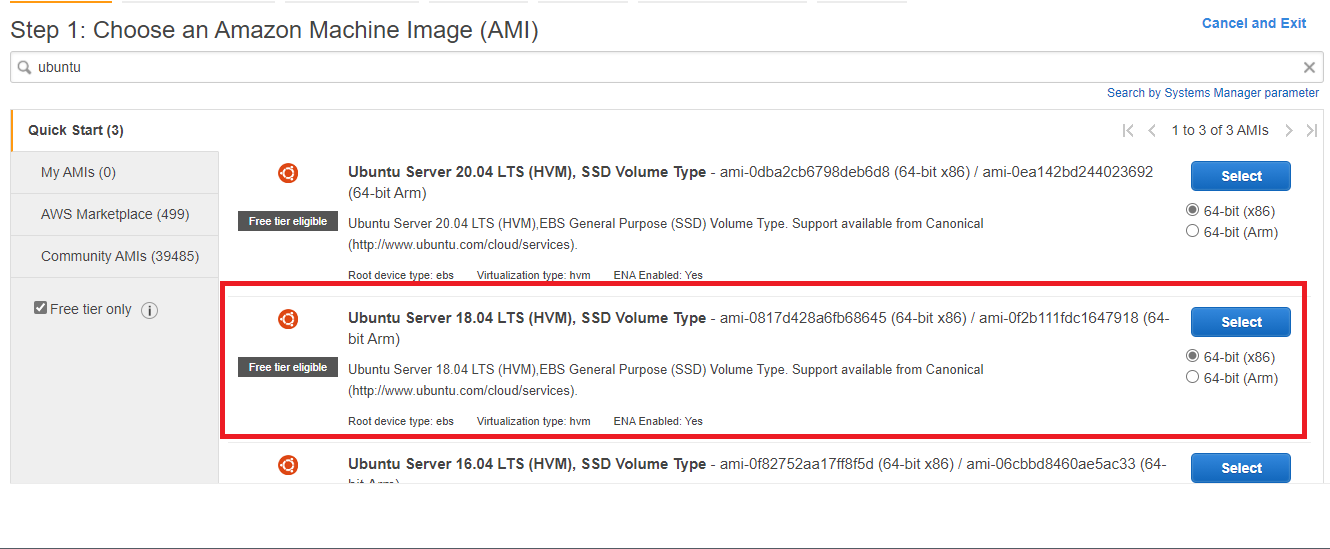 Step 1: Choose an Amazon Machine Image (AMI)
Cancel and Exit
ubuntu
Search by Systems Manager parameter
Quick Start (3)
1 to 3 of 3 AMIs
My AMIs (0)
AWS Marketplace (499)
Community AMIs (39485)
Free tier only
Ubuntu Server 20.04 LTS (HVM), SSD Volume Type - ami-0dba2cb6798deb6d8 (64-bit x86) / ami-0ea142bd244023692
(64-bit Arm)
Select
64-bit (x86)
64-bit (Arm)
Free tier eligible
Ubuntu Server 20.04 LTS (HVM),EBS General Purpose (SSD) Volume Type. Support available from Canonical
(http://www.ubuntu.com/cloud/services).
Root device type: ebs Virtualization type: hvm ENA Enabled: Yes
Ubuntu Server 18.04 LTS (HVM), SSD Volume Type - ami-0817d428a6fb68645 (64-bit x86) / ami-0f2b111fdc1647918 (64-
bit Arm)
Select
64-bit (x86)
64-bit (Arm)
Free tier eligible
Ubuntu Server 18.04 LTS (HVM),EBS General Purpose (SSD) Volume Type. Support available from Canonical
(http://www.ubuntu.com/cloud/services).
Root device type: ebs Virtualization type: hvm ENA Enabled: Yes
Ubuntu Server 16.04 LTS (HVM), SSD Volume Type - ami-0f82752aa17ff8f5d (64-bit x86) / ami-06cbbd8460ae5ac33 (64-
bit Arm)
Select